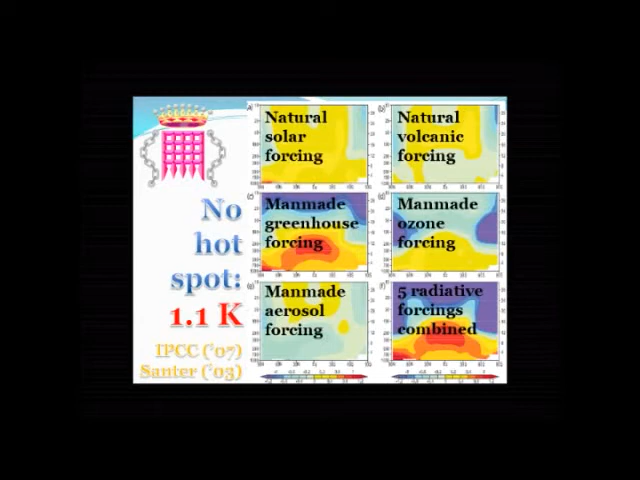 No
hot
spot:
1.1 K
IPCC ('07)
Santer ('03)
Natural
solar
forcing
Natural
volcanic
forcing
Manmade
greenhouse
forcing
Manmade
ozone
forcing
Manmade
aerosol
forcing
5 radiative
forcings
combined